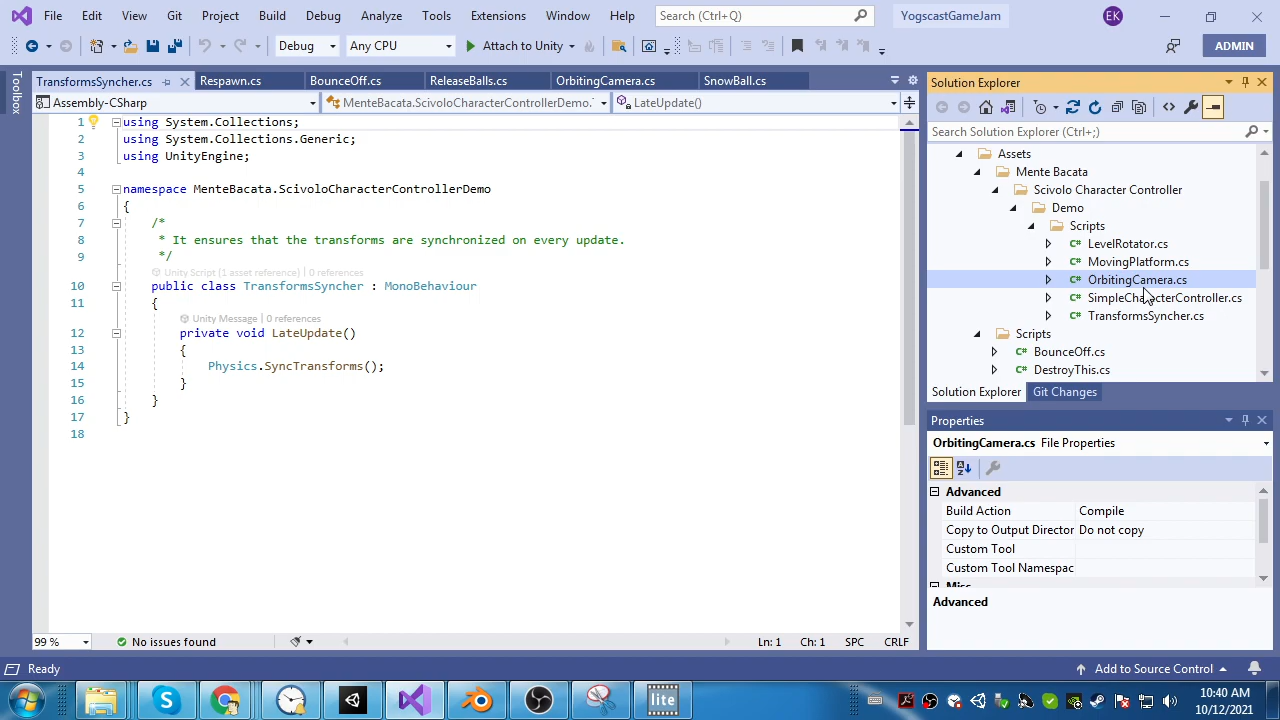 File Edit View Git Project Build Debug Analyze Tools Extensions Window Help Search (Ctrl+Q) YogscastGameJam EK
Debug Any CPU Attach to Unity ADMIN
Toolbox
TransformsSyncher.cs Respawn.cs BounceOff.cs ReleaseBalls.cs OrbitingCamera.cs SnowBall.cs
Assembly-CSharp MenteBacata.ScivoloCharacterControllerDemo. LateUpdate()
1 using System.Collections;
2 using System.Collections.Generic;
3 using UnityEngine;
4
5 namespace MenteBacata.ScivoloCharacterControllerDemo
6 {
7 /*
8 * It ensures that the transforms are synchronized on every update.
9 */
Unity Script (1 asset reference) | 0 references
10 public class TransformsSyncher : MonoBehaviour
11 {
Unity Message | 0 references
12 private void LateUpdate()
13 {
14 Physics.SyncTransforms();
15 }
16 }
17 }
18
99 % No issues found Ln: 1 Ch: 1 SPC CRLF
Solution Explorer
Search Solution Explorer (Ctrl+;)
Assets
Mente Bacata
Scivolo Character Controller
Demo
Scripts
LevelRotator.cs
MovingPlatform.cs
OrbitingCamera.cs
SimpleCharacterController.cs
TransformsSyncher.cs
Scripts
BounceOff.cs
DestroyThis.cs
Solution Explorer Git Changes
Properties
OrbitingCamera.cs File Properties
Advanced
Build Action Compile
Copy to Output Director Do not copy
Custom Tool
Custom Tool Namespac
Misc
Advanced
Ready Add to Source Control
lite
10:40 AM
10/12/2021